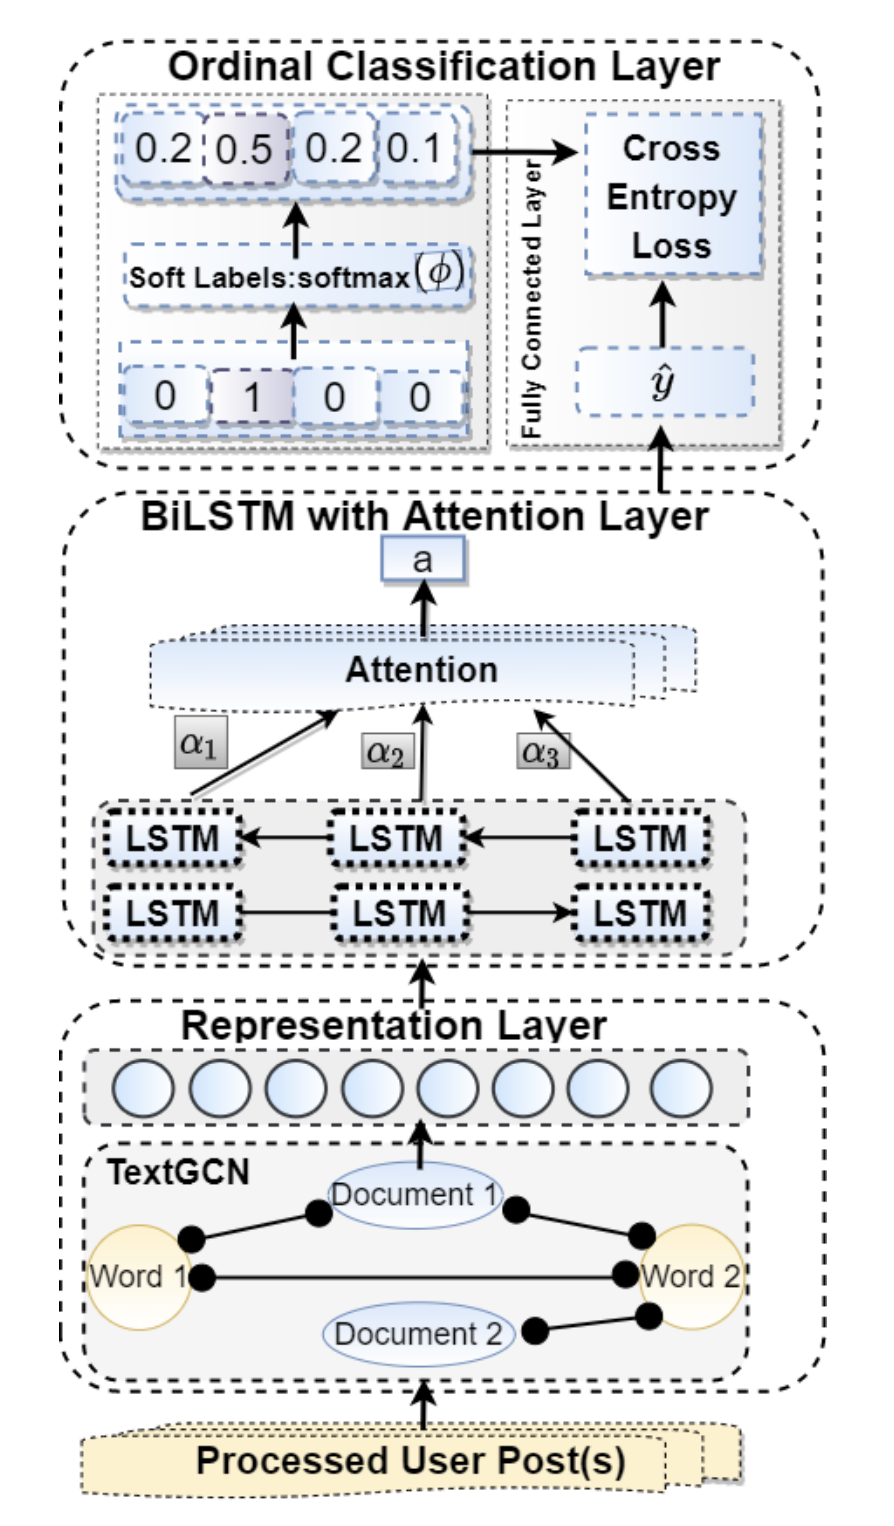 Ordinal Classification Layer
0.2 0.5 0.2 0.1
Soft Labels:softmax(ϕ)
0 1 0 0
Fully Connected Layer
Cross
Entropy
Loss
ŷ
BiLSTM with Attention Layer
a
Attention
α1 α2 α3
LSTM LSTM LSTM
LSTM LSTM LSTM
Representation Layer
TextGCN
Document 1
Word 1 Word 2
Document 2
Processed User Post(s)